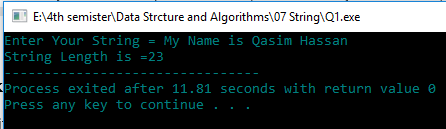 E:\4th semister\Data Strcture and Algorithms\07 String\Q1.exe
Enter Your String = My Name is Qasim Hassan
String Length is =23
--------------------------------
Process exited after 11.81 seconds with return value 0
Press any key to continue . . .